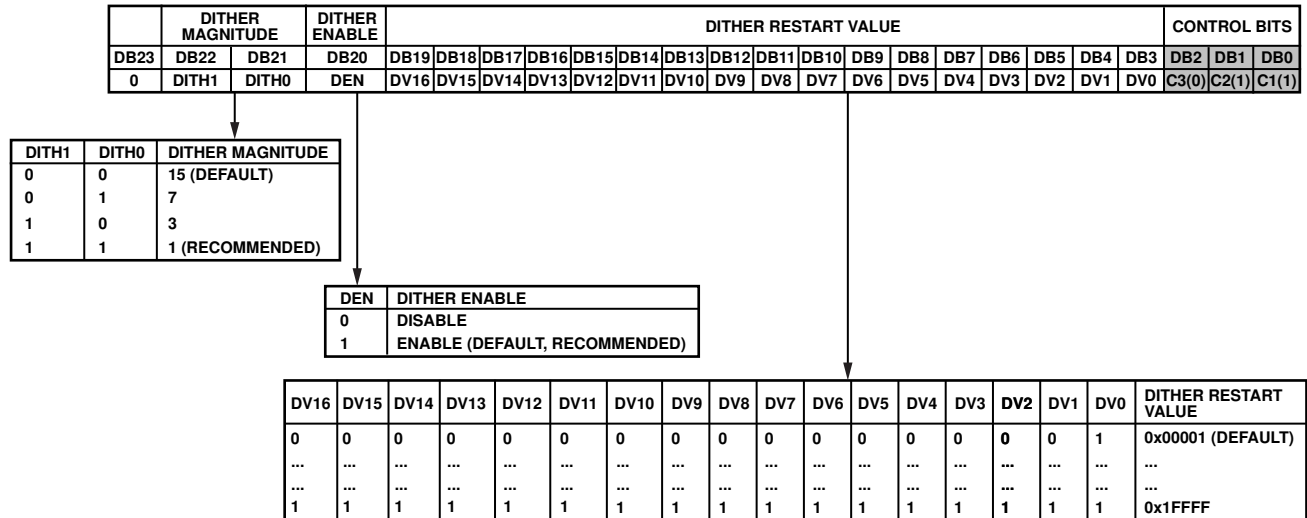 DITHER MAGNITUDE DITHER ENABLE DITHER RESTART VALUE CONTROL BITS
DB23 DB22 DB21 DB20 DB19 DB18 DB17 DB16 DB15 DB14 DB13 DB12 DB11 DB10 DB9 DB8 DB7 DB6 DB5 DB4 DB3 DB2 DB1 DB0
0 DITH1 DITH0 DEN DV16 DV15 DV14 DV13 DV12 DV11 DV10 DV9 DV8 DV7 DV6 DV5 DV4 DV3 DV2 DV1 DV0 C3(0) C2(1) C1(1)
DITH1 DITH0 DITHER MAGNITUDE
0 0 15 (DEFAULT)
0 1 7
1 0 3
1 1 1 (RECOMMENDED)
DEN DITHER ENABLE
0 DISABLE
1 ENABLE (DEFAULT, RECOMMENDED)
DV16 DV15 DV14 DV13 DV12 DV11 DV10 DV9 DV8 DV7 DV6 DV5 DV4 DV3 DV2 DV1 DV0 DITHER RESTART VALUE
0 0 0 0 0 0 0 0 0 0 0 0 0 0 0 0 1 0x00001 (DEFAULT)
... ... ... ... ... ... ... ... ... ... ... ... ... ... ... ... ... ...
... ... ... ... ... ... ... ... ... ... ... ... ... ... ... ... ... ...
1 1 1 1 1 1 1 1 1 1 1 1 1 1 1 1 1 0x1FFFF